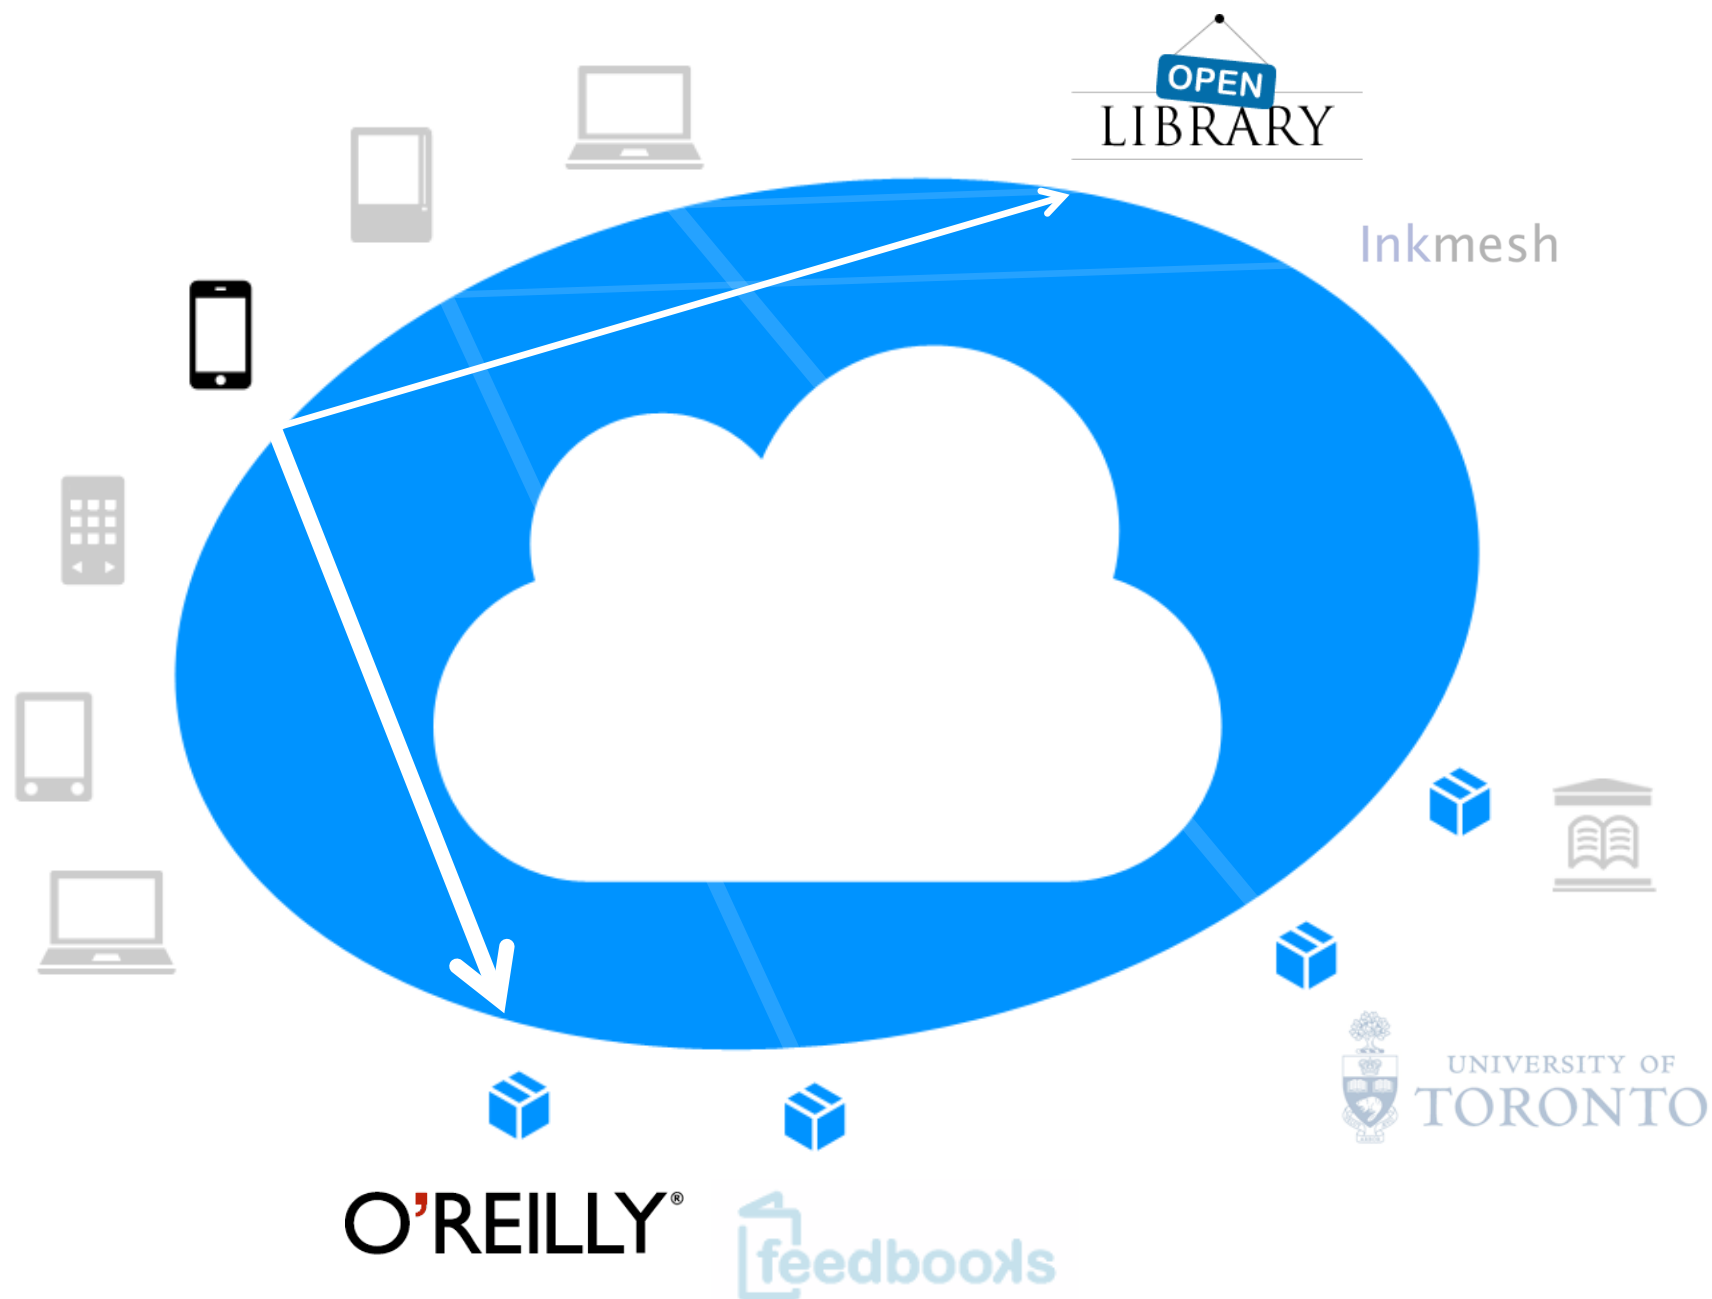 OPEN
LIBRARY
Inkmesh
UNIVERSITY OF
TORONTO
O'REILLY®
feedbooks